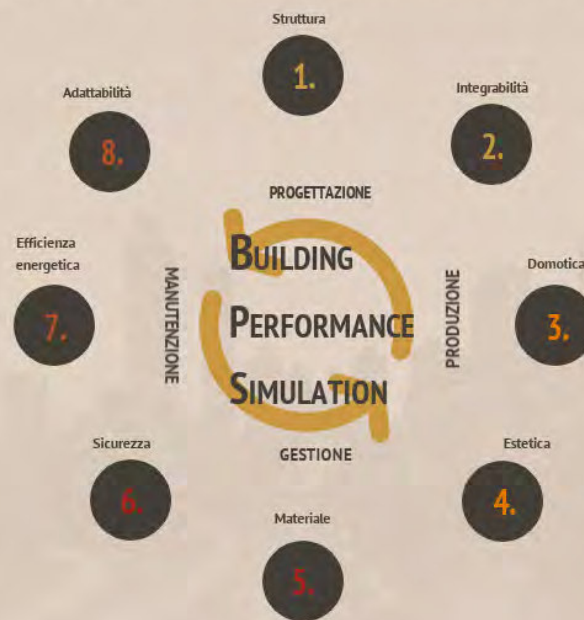 Struttura
1.
Adattabilità
Integrabilità
8.
2.
PROGETTAZIONE
Efficienza
energetica
BUILDING
Domotica
MANUTENZIONE
PERFORMANCE
PRODUZIONE
7.
3.
SIMULATION
Sicurezza
GESTIONE
Estetica
6.
4.
Materiale
5.